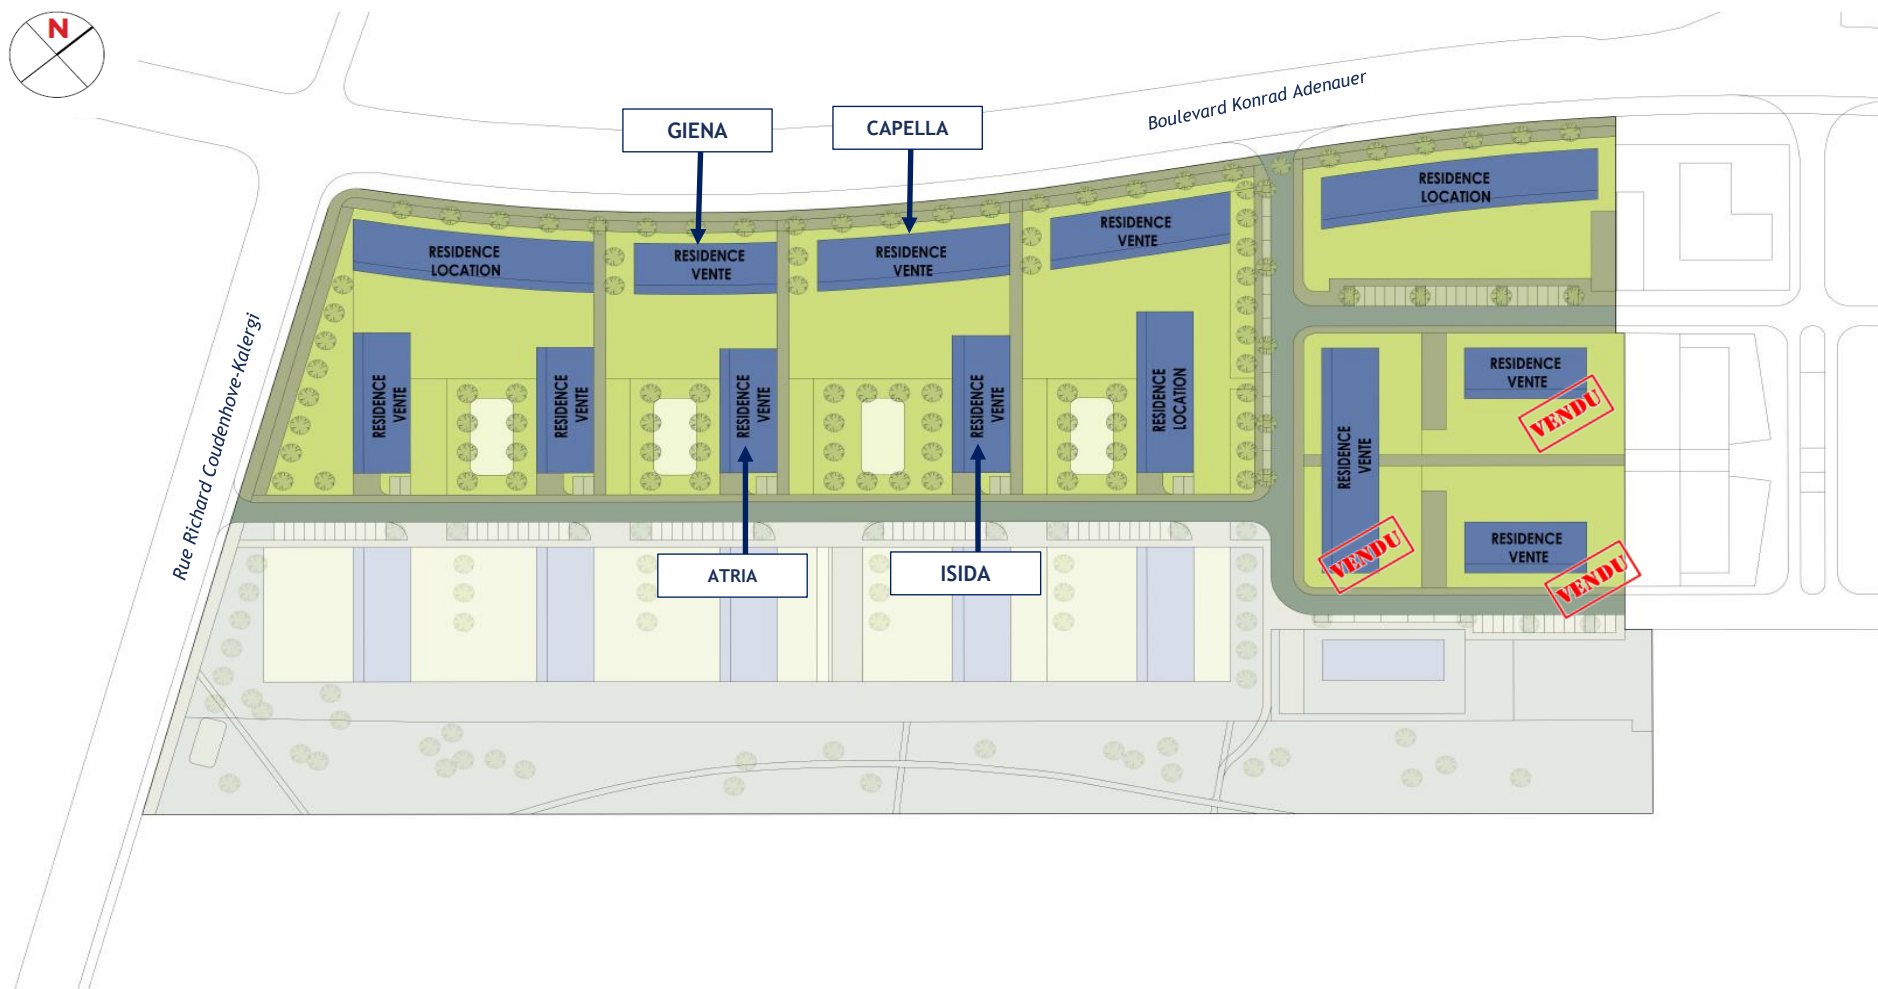 N
Boulevard Konrad Adenauer
GIENA
CAPELLA
RESIDENCE
LOCATION
RESIDENCE
VENTE
RESIDENCE
VENTE
RESIDENCE
VENTE
RESIDENCE
LOCATION
Rue Richard Coudenhove-Kalergi
RESIDENCE
VENTE
RESIDENCE
VENTE
RESIDENCE
VENTE
RESIDENCE
VENTE
RESIDENCE
LOCATION
RESIDENCE
VENTE
VENDU
RESIDENCE
VENTE
VENDU
RESIDENCE
VENTE
VENDU
ATRIA
ISIDA